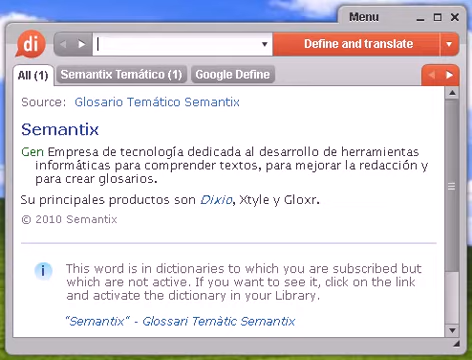 Menu
di
Define and translate
All (1)
Semantix Temático (1)
Google Define
Source: Glosario Temático Semantix
Semantix
Gen Empresa de tecnología dedicada al desarrollo de herramientas
informáticas para comprender textos, para mejorar la redacción y
para crear glosarios.
Su principales productos son Dixio, Xtyle y Gloxr.
© 2010 Semantix
i
This word is in dictionaries to which you are subscribed but
which are not active. If you want to see it, click on the link
and activate the dictionary in your Library.
"Semantix" - Glossari Temàtic Semantix